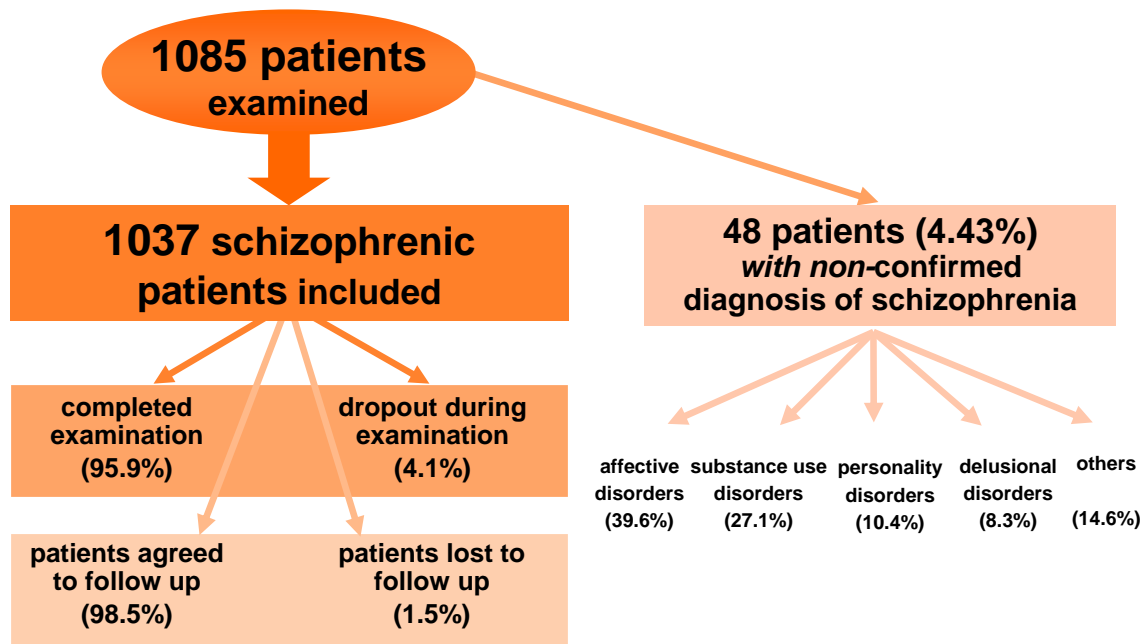 1085 patients
examined
1037 schizophrenic
patients included
48 patients (4.43%)
with non-confirmed
diagnosis of schizophrenia
completed
examination
(95.9%)
dropout during
examination
(4.1%)
patients agreed
to follow up
(98.5%)
patients lost to
follow up
(1.5%)
affective
disorders
(39.6%)
substance use
disorders
(27.1%)
personality
disorders
(10.4%)
delusional
disorders
(8.3%)
others
(14.6%)